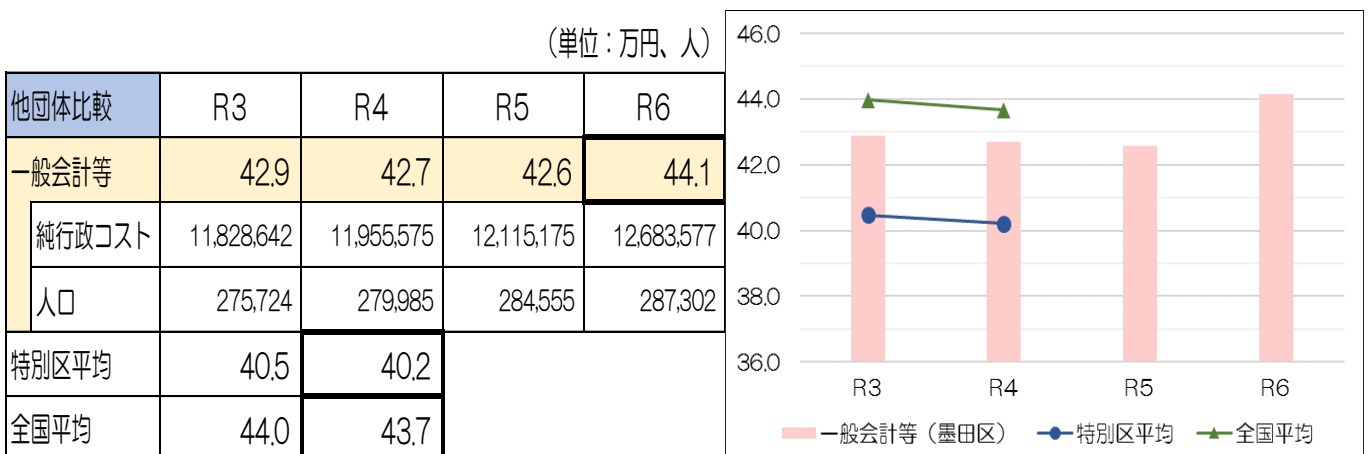 （単位：万円、人）
他団体比較 R3 R4 R5 R6
一般会計等 42.9 42.7 42.6 44.1
純行政コスト 11,828,642 11,955,575 12,115,175 12,683,577
人口 275,724 279,985 284,555 287,302
特別区平均 40.5 40.2
全国平均 44.0 43.7
46.0
44.0
42.0
40.0
38.0
36.0
R3 R4 R5 R6
一般会計等（墨田区） 特別区平均 全国平均